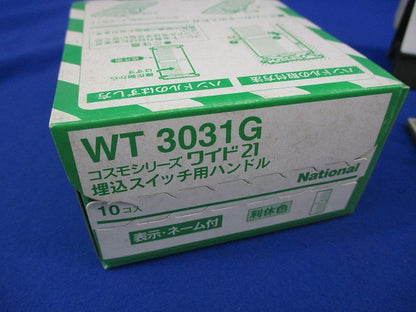 ハンドルのはずし方
ハンドルの取付方法
WT 3031G
コスモシリーズ ワイド21
埋込スイッチ用ハンドル
National
10コ入
表示・ネーム付
利休色